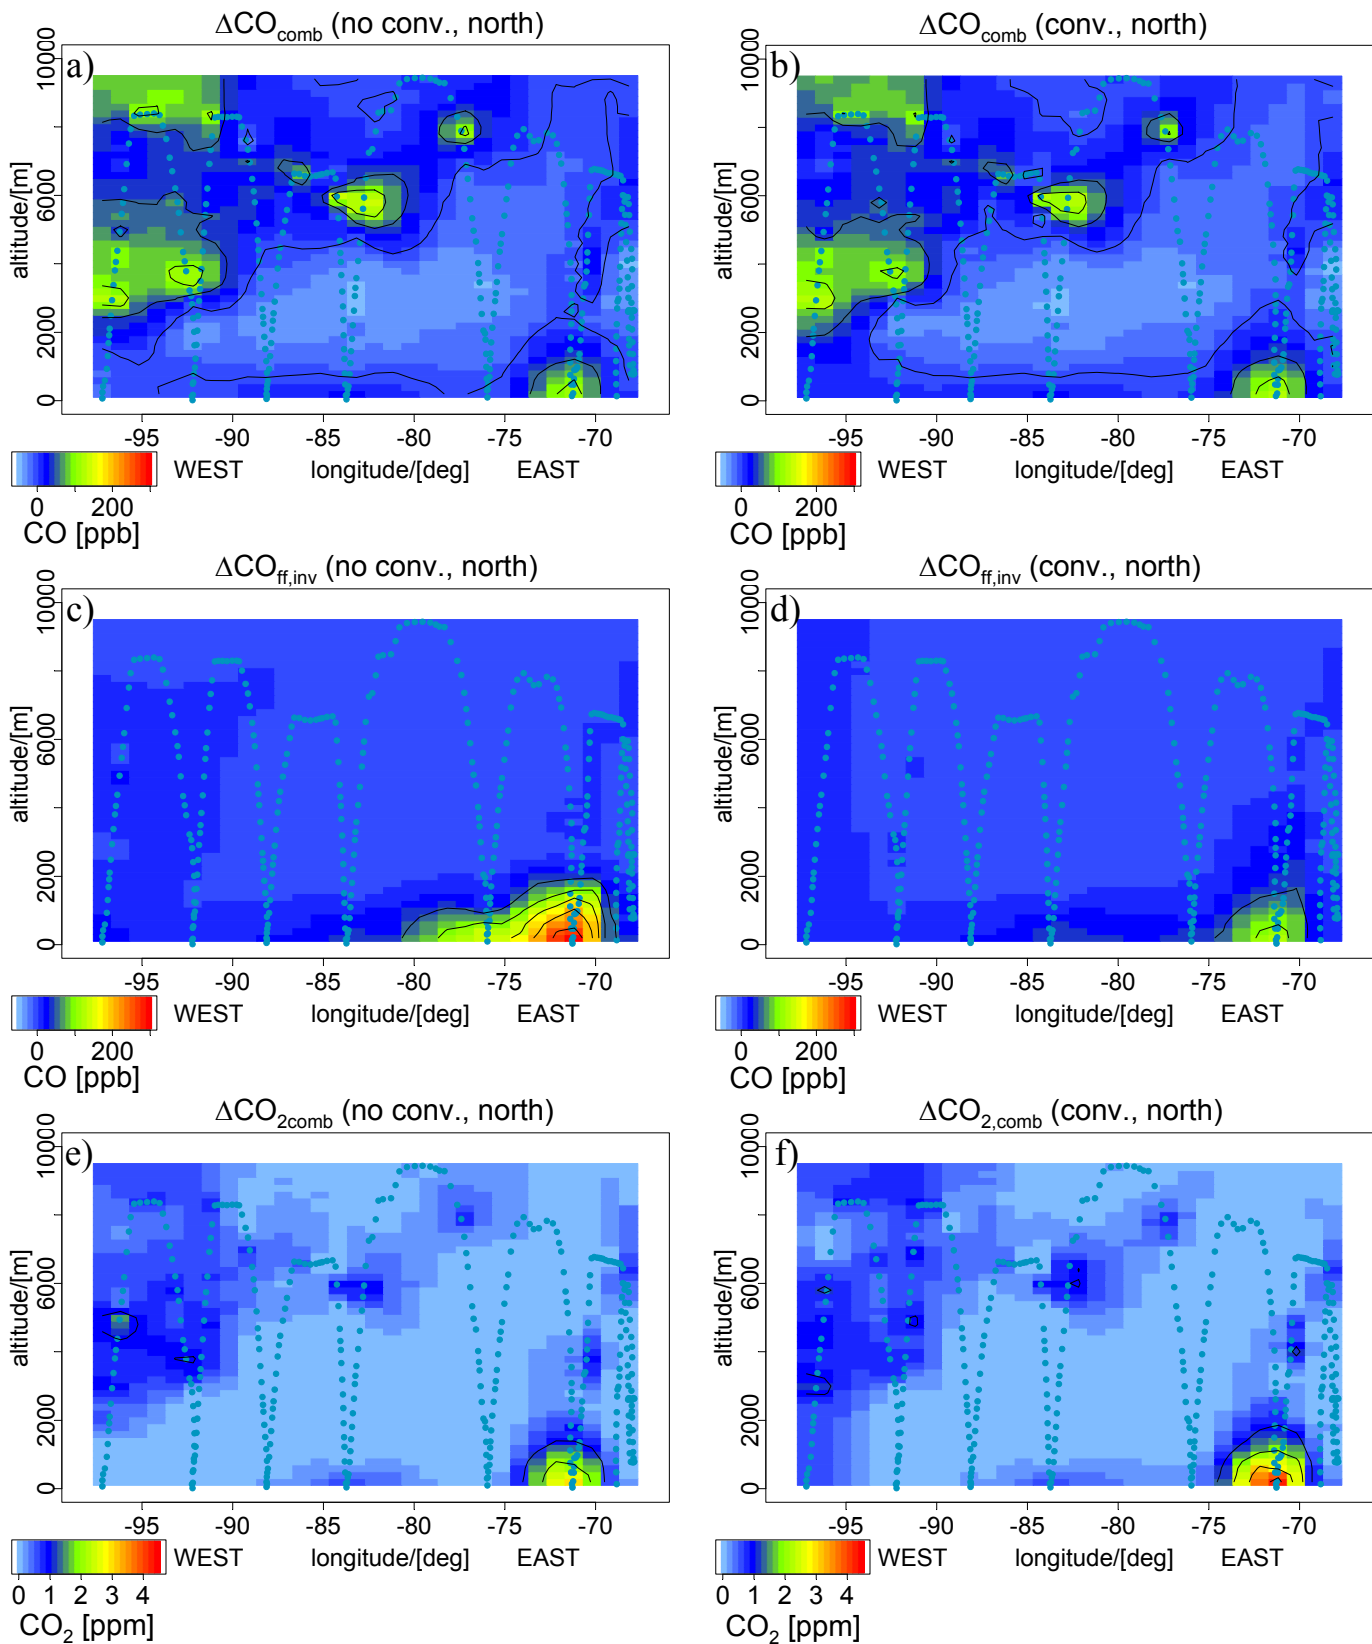 ΔCO_comb (no conv., north)
a)
altitude/[m]
0 2000 6000 10000
-95 -90 -85 -80 -75 -70
WEST longitude/[deg] EAST
0 200
CO [ppb]
ΔCO_comb (conv., north)
b)
altitude/[m]
0 2000 6000 10000
-95 -90 -85 -80 -75 -70
WEST longitude/[deg] EAST
0 200
CO [ppb]
ΔCO_ff,inv (no conv., north)
c)
altitude/[m]
0 2000 6000 10000
-95 -90 -85 -80 -75 -70
WEST longitude/[deg] EAST
0 200
CO [ppb]
ΔCO_ff,inv (conv., north)
d)
altitude/[m]
0 2000 6000 10000
-95 -90 -85 -80 -75 -70
WEST longitude/[deg] EAST
0 200
CO [ppb]
ΔCO_2comb (no conv., north)
e)
altitude/[m]
0 2000 6000 10000
-95 -90 -85 -80 -75 -70
WEST longitude/[deg] EAST
0 1 2 3 4
CO₂ [ppm]
ΔCO_2,comb (conv., north)
f)
altitude/[m]
0 2000 6000 10000
-95 -90 -85 -80 -75 -70
WEST longitude/[deg] EAST
0 1 2 3 4
CO₂ [ppm]